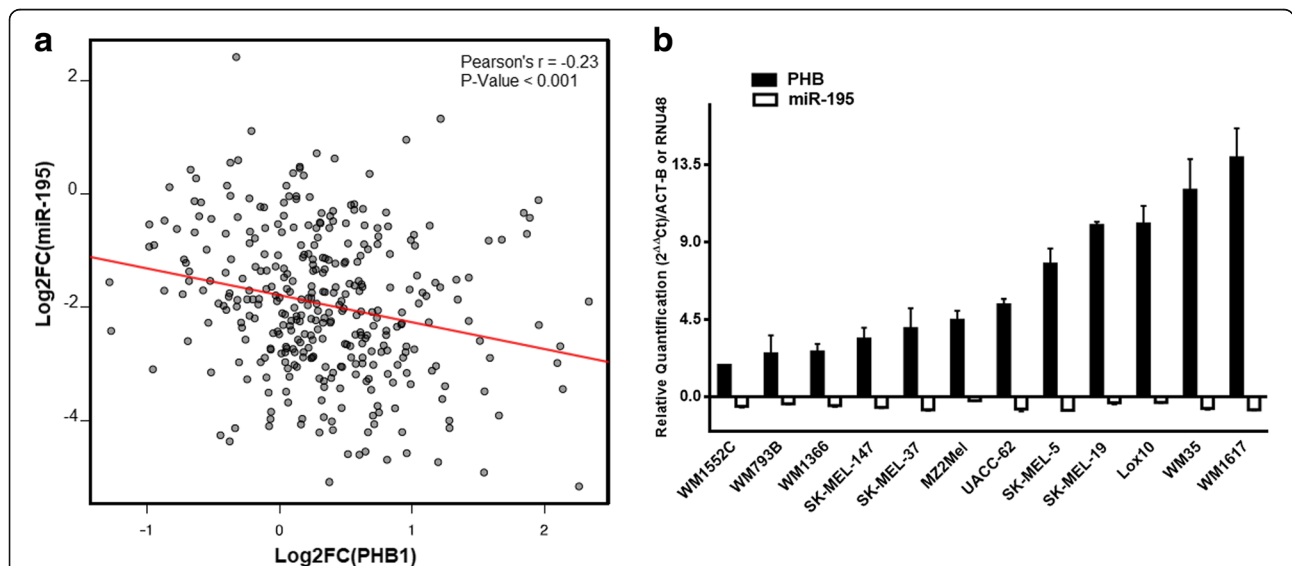 a
Pearson's r = -0.23
P-Value < 0.001
2
0
-2
-4
Log2FC(miR-195)
-1
0
1
2
Log2FC(PHB1)
b
PHB
miR-195
Relative Quantification (2ΔΔCt)/ACT-B or RNU48
13.5
9.0
4.5
0.0
WM1552C
WM793B
WM1366
SK-MEL-147
SK-MEL-37
MZ2Mel
UACC-62
SK-MEL-5
SK-MEL-19
Lox10
WM35
WM1617